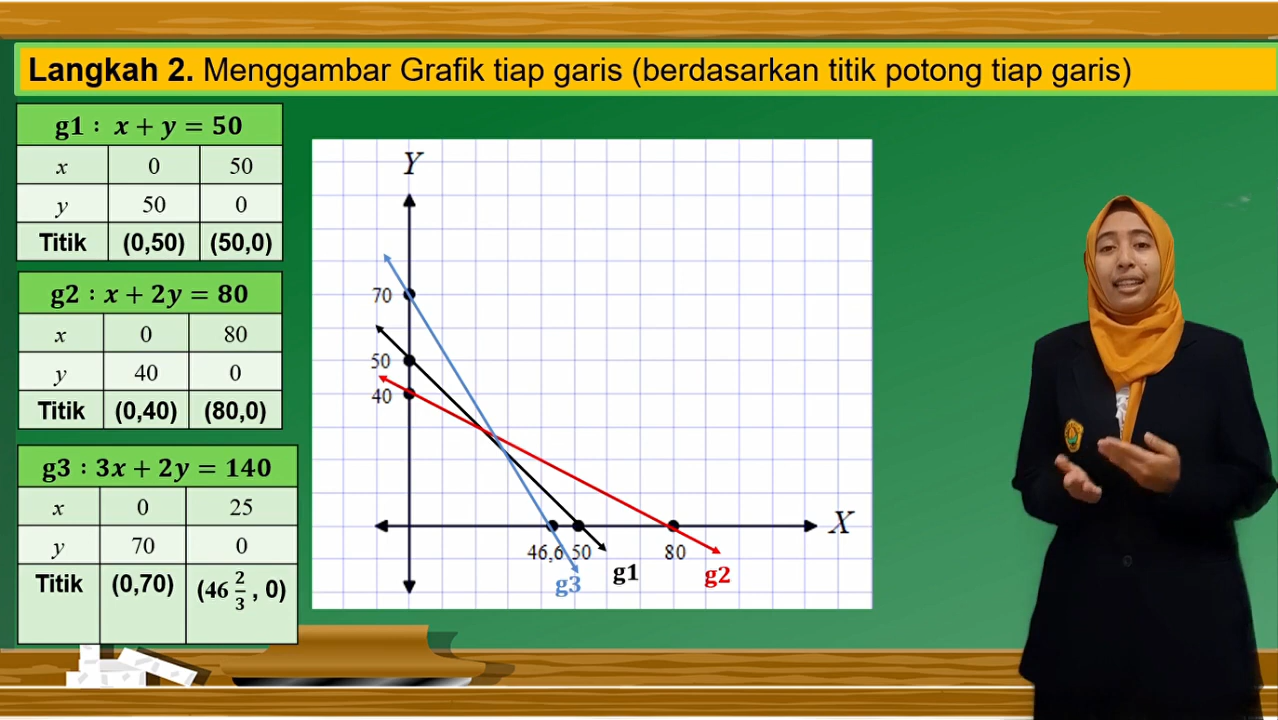 Langkah 2. Menggambar Grafik tiap garis (berdasarkan titik potong tiap garis)
g1 : x + y = 50
x 0 50
y 50 0
Titik (0,50) (50,0)
g2 : x + 2y = 80
x 0 80
y 40 0
Titik (0,40) (80,0)
g3 : 3x + 2y = 140
x 0 25
y 70 0
Titik (0,70) (46 2/3 , 0)
Y
70
50
40
X
46,6 50 80
g3 g1 g2